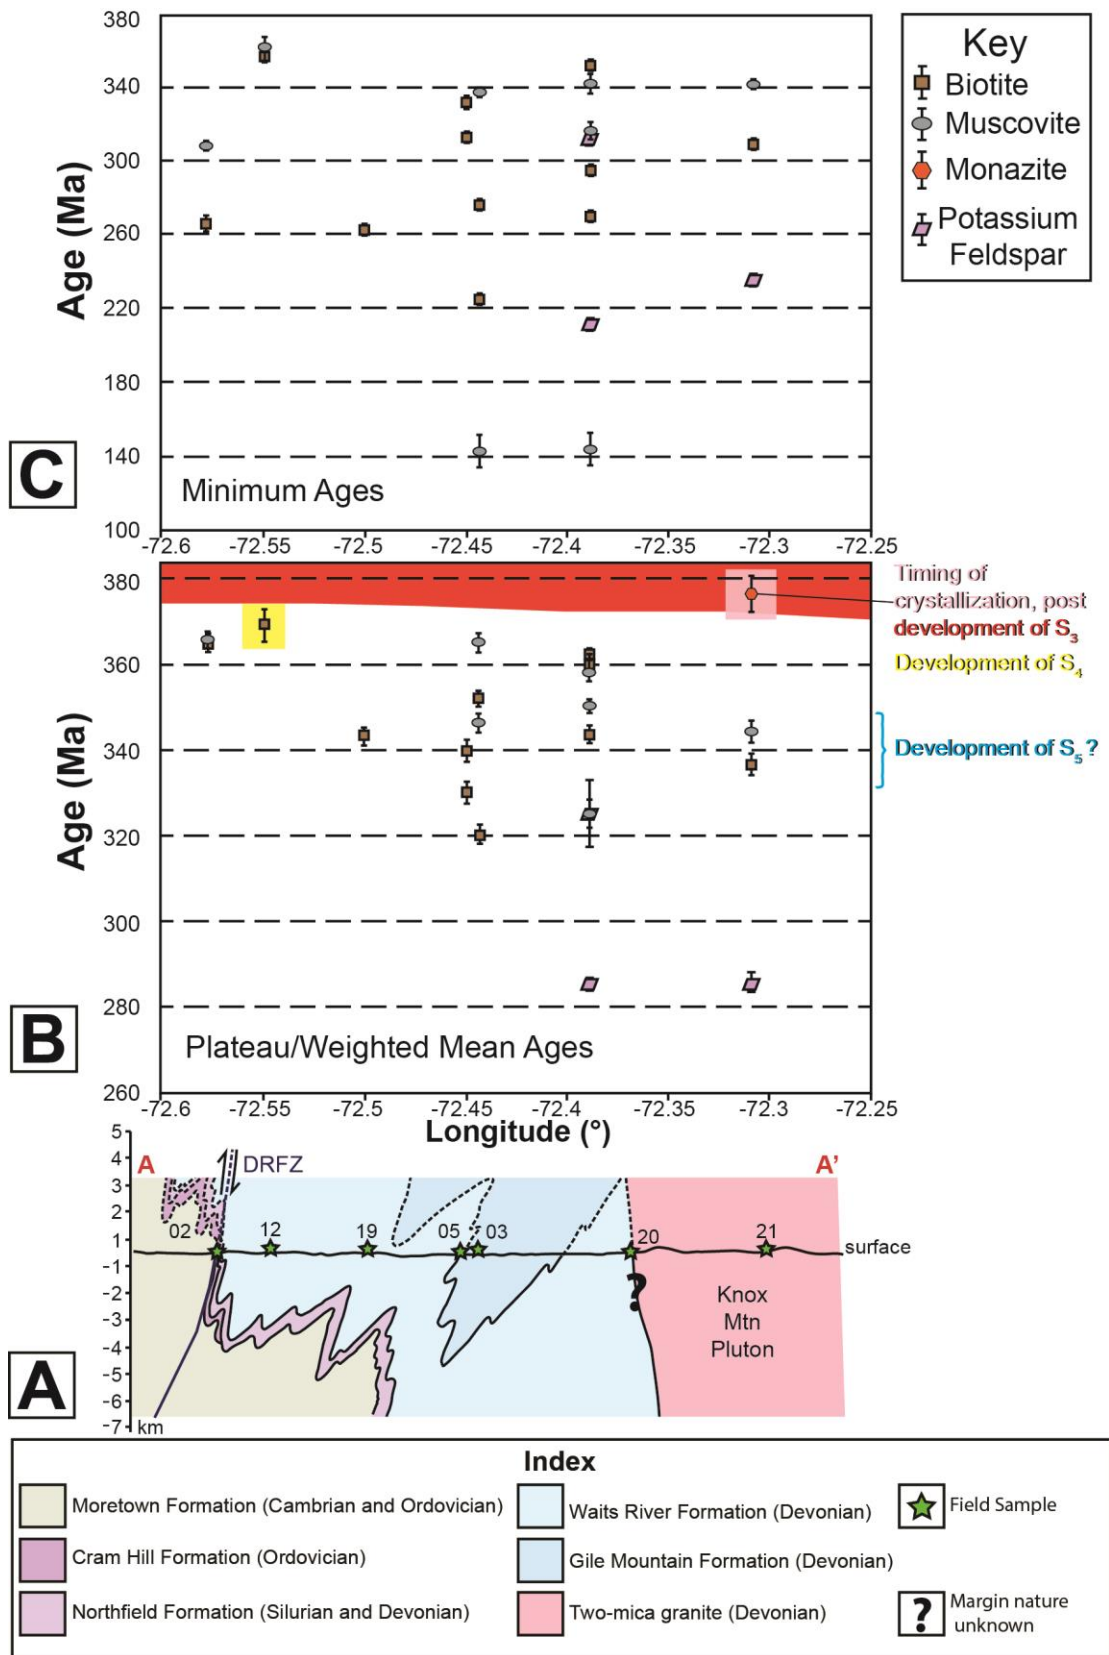 380
340
300
260
220
180
140
100
Age (Ma)
C
Minimum Ages
-72.6 -72.55 -72.5 -72.45 -72.4 -72.35 -72.3 -72.25
Key
Biotite
Muscovite
Monazite
Potassium
Feldspar
380
360
340
320
300
280
260
Age (Ma)
B
Plateau/Weighted Mean Ages
-72.6 -72.55 -72.5 -72.45 -72.4 -72.35 -72.3 -72.25
Longitude (°)
Timing of
crystallization, post
development of S3
Development of S4
Development of S5 ?
5
4
3
2
1
-1
-2
-3
-4
-5
-6
-7
km
A
A
DRFZ
A'
02
12
19
05
03
20
21
surface
?
Knox
Mtn
Pluton
Index
Moretown Formation (Cambrian and Ordovician)
Cram Hill Formation (Ordovician)
Northfield Formation (Silurian and Devonian)
Waits River Formation (Devonian)
Gile Mountain Formation (Devonian)
Two-mica granite (Devonian)
Field Sample
? Margin nature
unknown